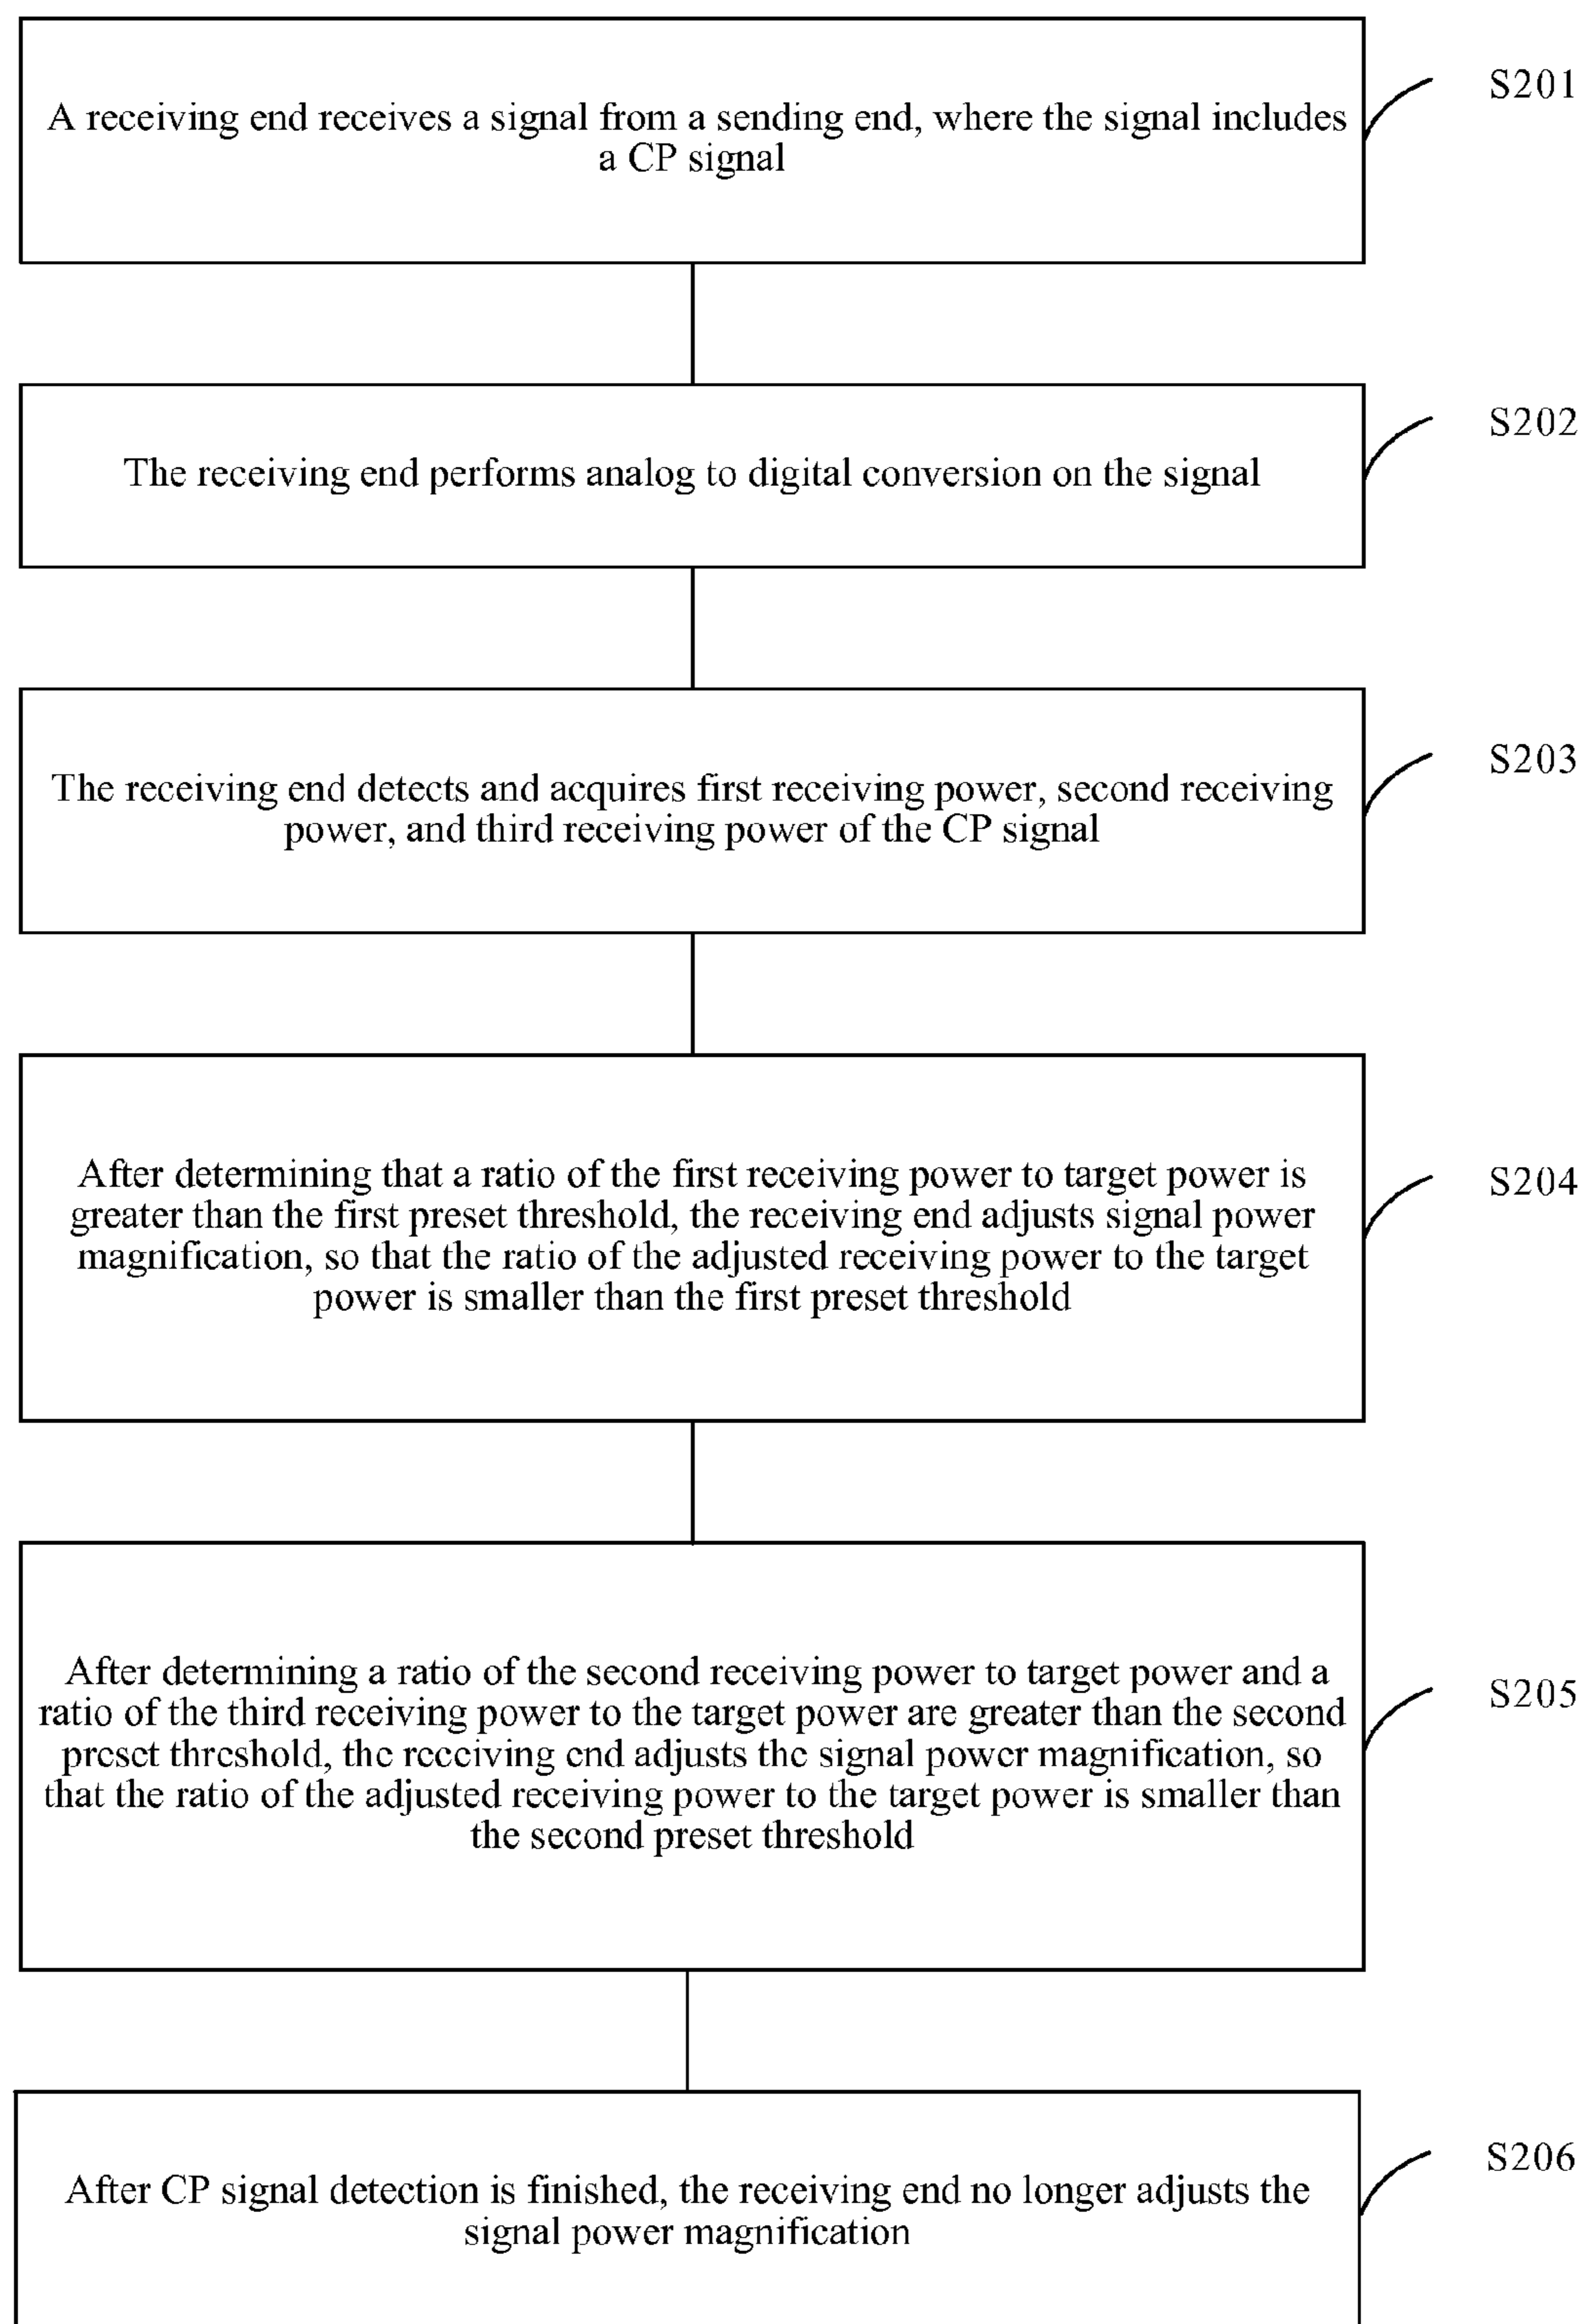 A receiving end receives a signal from a sending end, where the signal includes
a CP signal
S201
The receiving end performs analog to digital conversion on the signal
S202
The receiving end detects and acquires first receiving power, second receiving
power, and third receiving power of the CP signal
S203
After determining that a ratio of the first receiving power to target power is
greater than the first preset threshold, the receiving end adjusts signal power
magnification, so that the ratio of the adjusted receiving power to the target
power is smaller than the first preset threshold
S204
After determining a ratio of the second receiving power to target power and a
ratio of the third receiving power to the target power are greater than the second
preset threshold, the receiving end adjusts the signal power magnification, so
that the ratio of the adjusted receiving power to the target power is smaller than
the second preset threshold
S205
After CP signal detection is finished, the receiving end no longer adjusts the
signal power magnification
S206